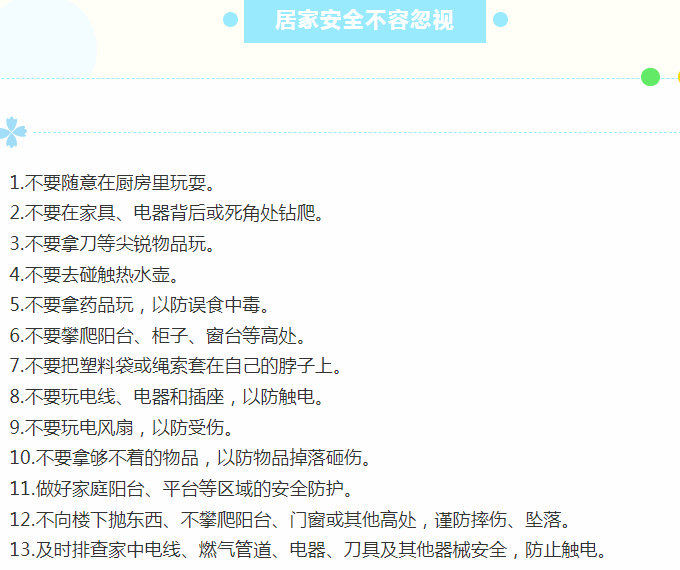 居家安全不容忽视
1.不要随意在厨房里玩耍。
2.不要在家具、电器背后或死角处钻爬。
3.不要拿刀等尖锐物品玩。
4.不要去碰触热水壶。
5.不要拿药品玩，以防误食中毒。
6.不要攀爬阳台、柜子、窗台等高处。
7.不要把塑料袋或绳索套在自己的脖子上。
8.不要玩电线、电器和插座，以防触电。
9.不要玩电风扇，以防受伤。
10.不要拿够不着的物品，以防物品掉落砸伤。
11.做好家庭阳台、平台等区域的安全防护。
12.不向楼下抛东西、不攀爬阳台、门窗或其他高处，谨防摔伤、坠落。
13.及时排查家中电线、燃气管道、电器、刀具及其他器械安全，防止触电。